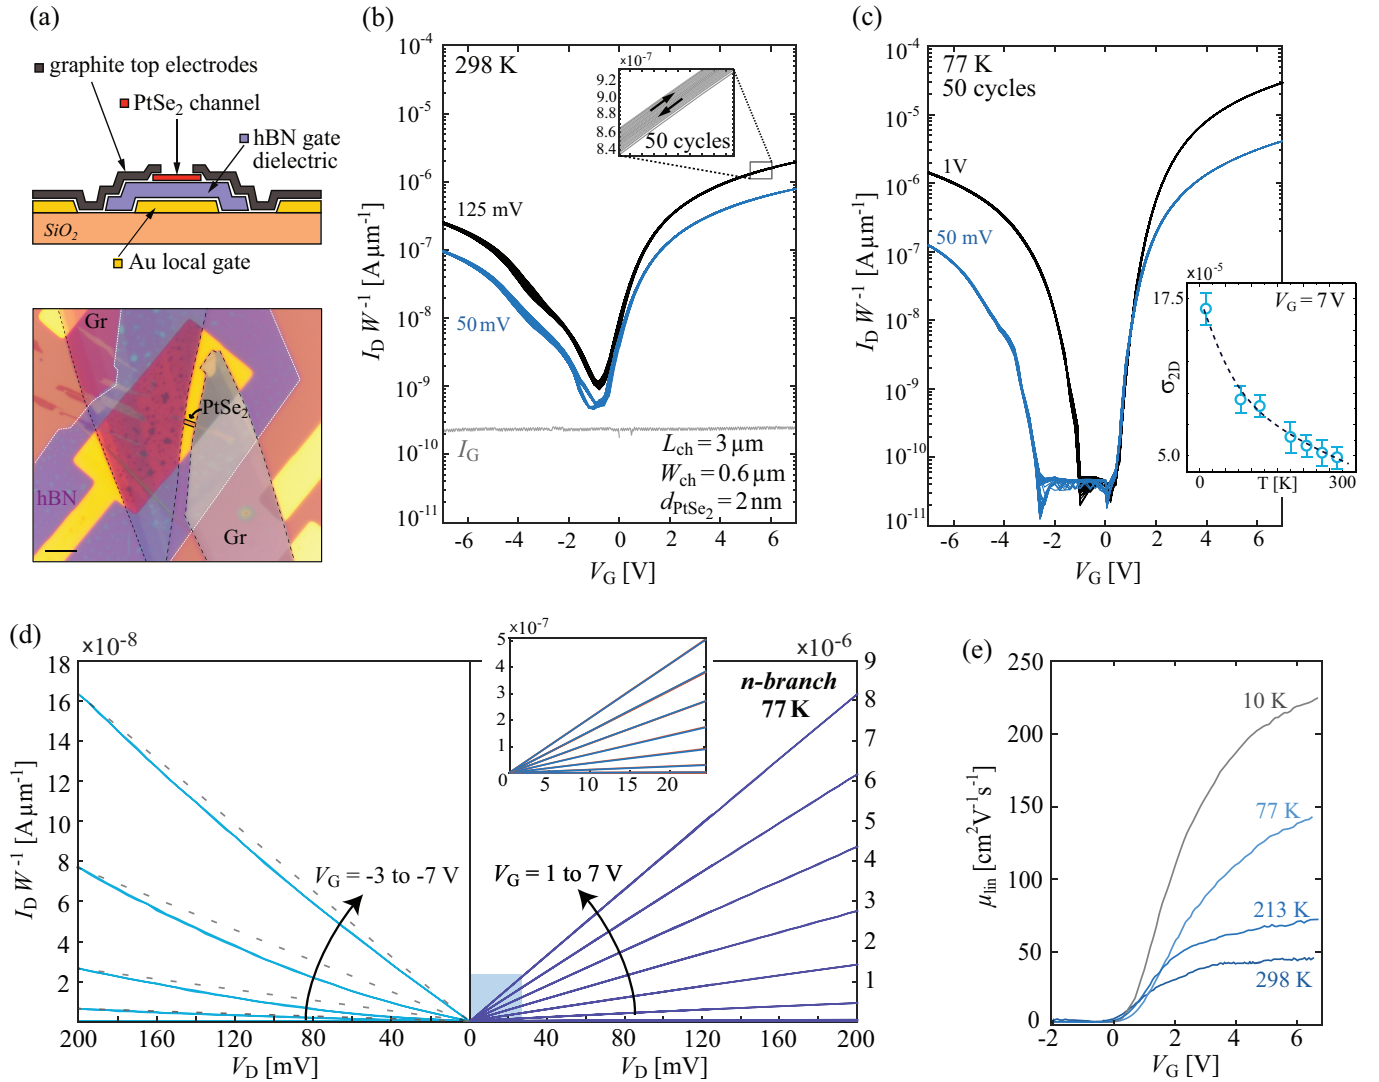 (a)
graphite top electrodes
PtSe2 channel
hBN gate
dielectric
SiO2
Au local gate
Gr
PtSe2
hBN
Gr
(b)
298 K
10-4
10-5
10-6
10-7
10-8
10-9
10-10
10-11
ID W-1 [A µm-1]
×10-7
9.2
9.0
8.8
8.6
8.4
50 cycles
125 mV
50 mV
IG
Lch = 3 µm
Wch = 0.6 µm
dPtSe2 = 2 nm
-6 -4 -2 0 2 4 6
VG [V]
(c)
77 K
50 cycles
10-4
10-5
10-6
10-7
10-8
10-9
10-10
10-11
ID W-1 [A µm-1]
1V
50 mV
-6 -4 -2 0 2 4 6
VG [V]
×10-5
17.5
VG = 7 V
σ2D
5.0
0 T [K] 300
(d)
×10-8
18
16
14
12
10
8
6
4
2
ID W-1 [A µm-1]
VG = -3 to -7 V
200 160 120 80 40 0
VD [mV]
×10-7
5
4
3
2
1
0
0 5 10 15 20
×10-6
n-branch
77 K
VG = 1 to 7 V
9
8
7
6
5
4
3
2
1
40 80 120 160 200
VD [mV]
(e)
250
200
150
100
50
0
µlin [cm2V-1s-1]
10 K
77 K
213 K
298 K
-2 0 2 4 6
VG [V]